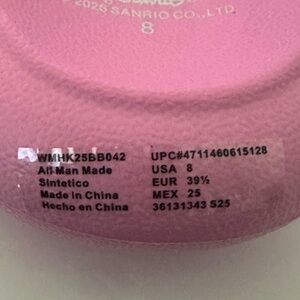 © 2025 SANRIO CO., LTD.
8
WMHK25BB042
All Man Made
Sintetico
Made in China
Hecho en China
UPC#4711460615128
USA 8
EUR 39½
MEX 25
36131343 S25